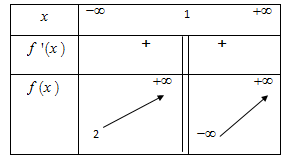 x −∞ 1 +∞
f '(x) + +
f(x) +∞ +∞
2 −∞